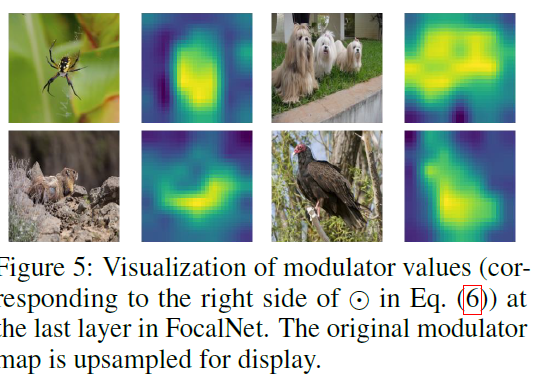 Figure 5: Visualization of modulator values (cor-
responding to the right side of ⊙ in Eq. (6)) at
the last layer in FocalNet. The original modulator
map is upsampled for display.